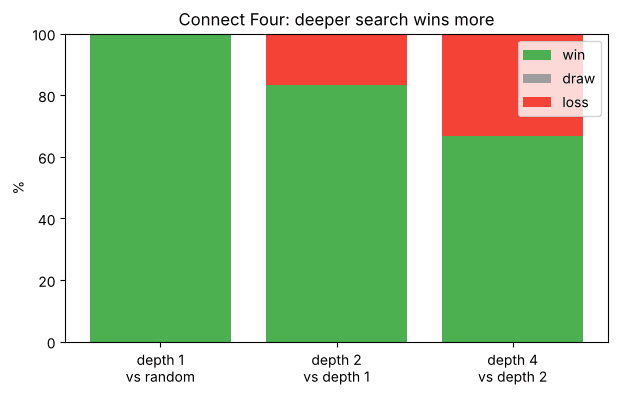 Connect Four: deeper search wins more
100
80
60
40
20
0
%
win
draw
loss
depth 1
vs random
depth 2
vs depth 1
depth 4
vs depth 2